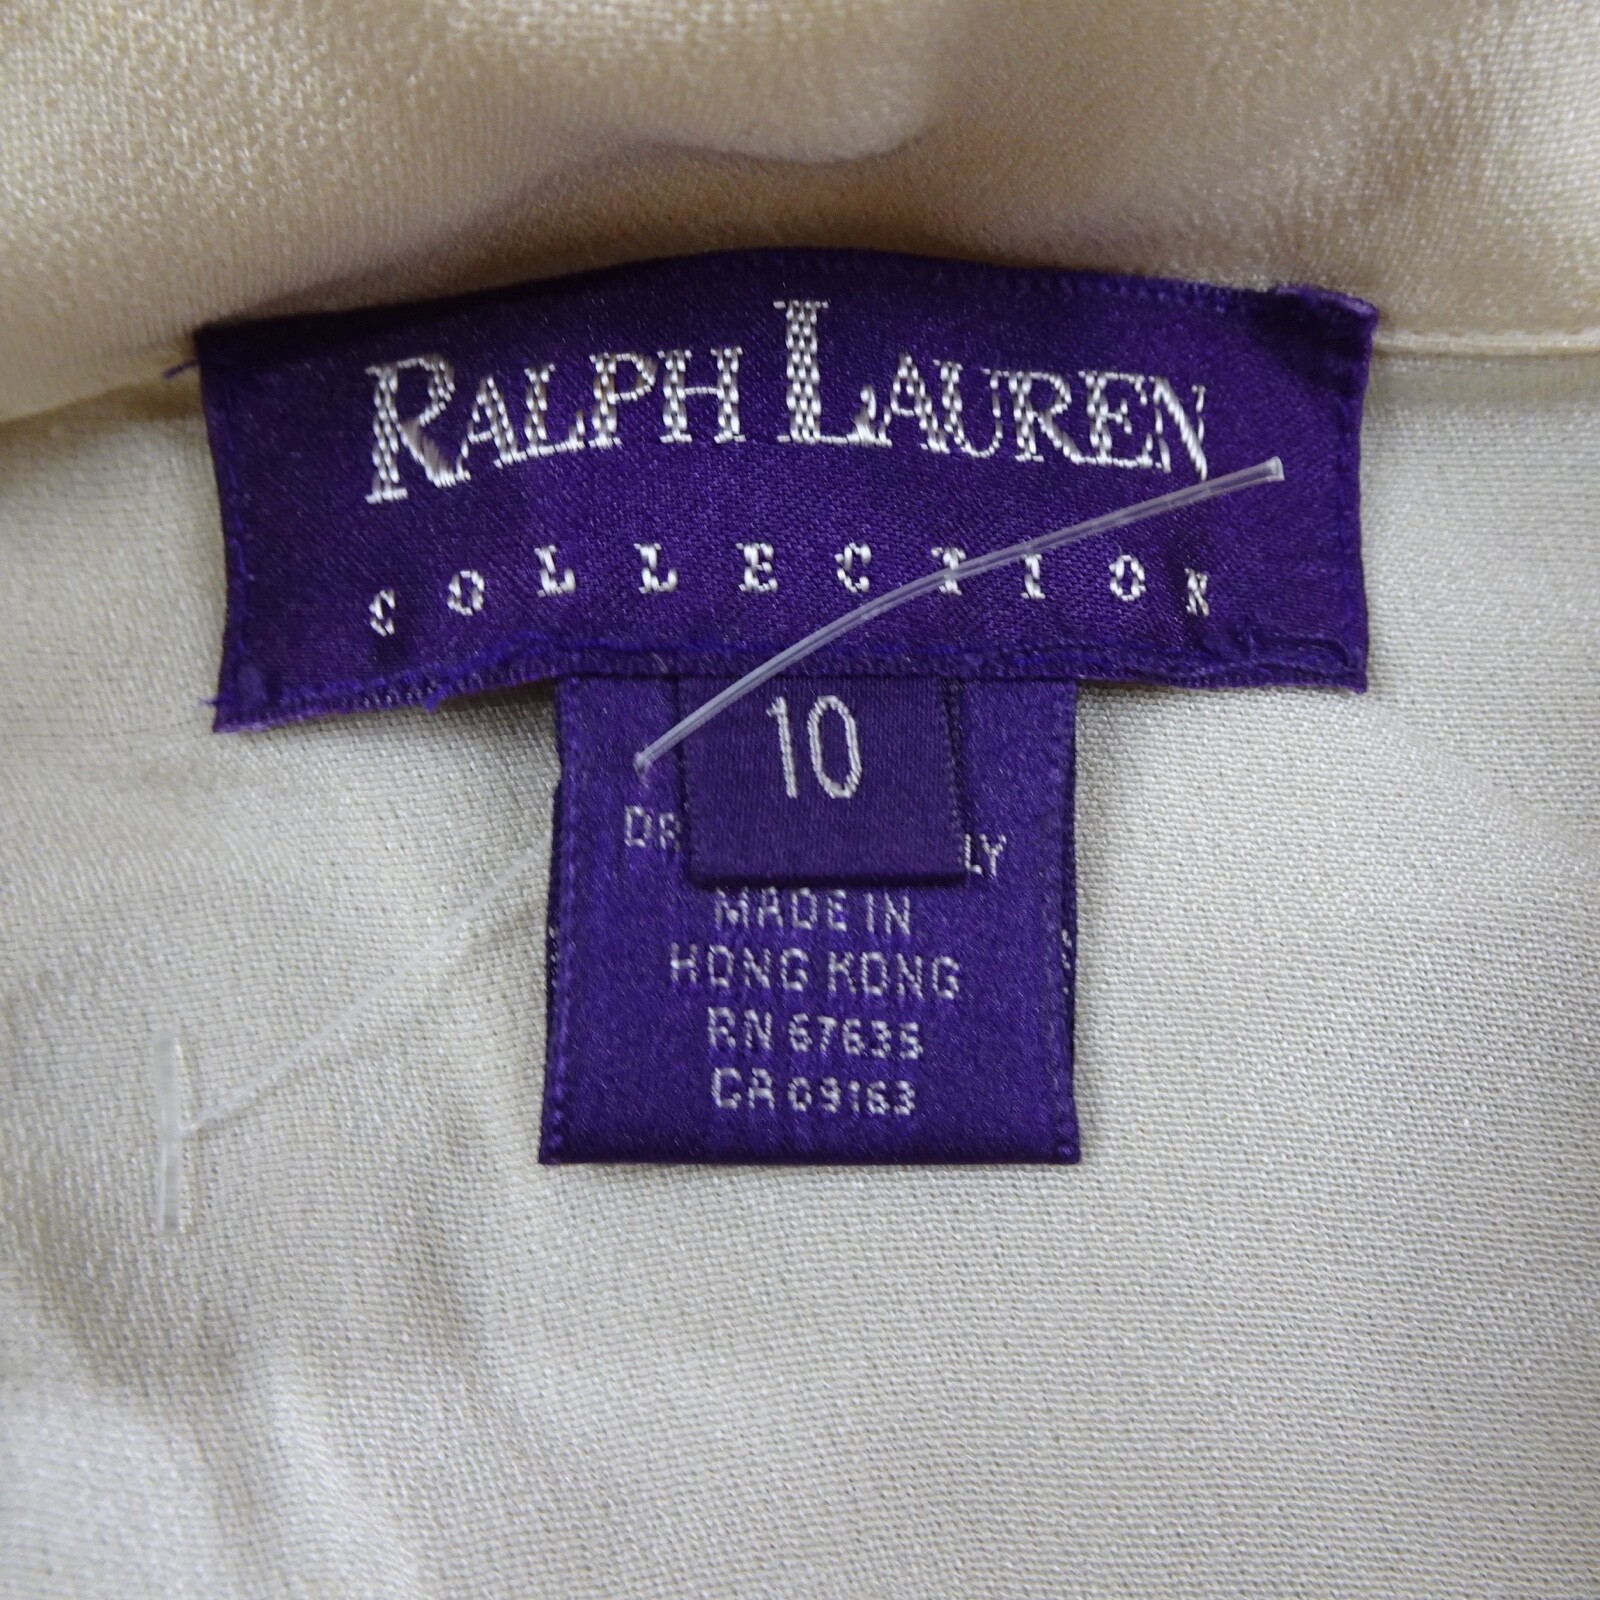 RALPH LAUREN
COLLECTION
10
MADE IN
HONG KONG
RN 67635
CA 09163